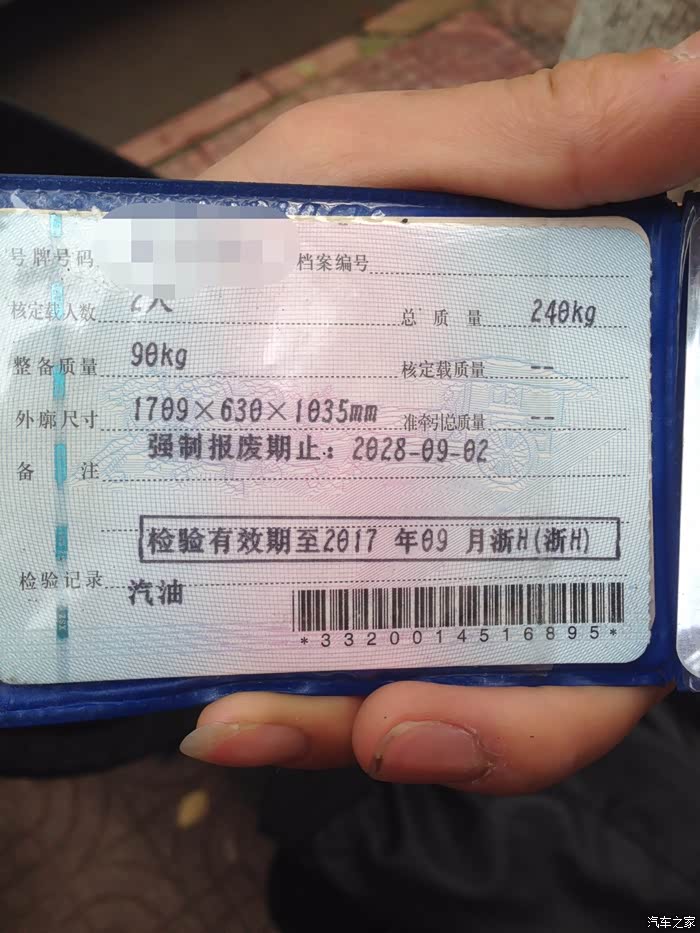 号牌号码 档案编号
核定载人数 2人 总质量 240kg
整备质量 90kg 核定载质量 --
外廓尺寸 1709×630×1035mm 准牵引总质量 --
备注 强制报废期止：2028-09-02
检验有效期至2017 年09 月浙H(浙H)
检验记录 汽油
*3320014516895*
汽车之家